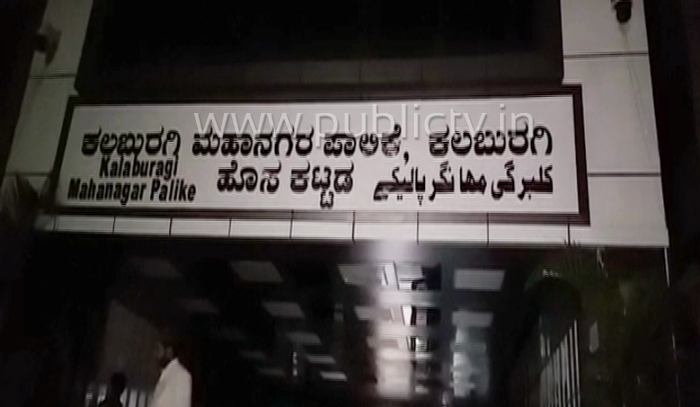 www.publictv.in
ಕಲಬುರಗಿ ಮಹಾನಗರ ಪಾಲಿಕೆ, ಕಲಬುರಗಿ
Kalaburagi
Mahanagar Palike
ಹೊಸ ಕಟ್ಟಡ
کلبرگی مہا نگر پالیکے